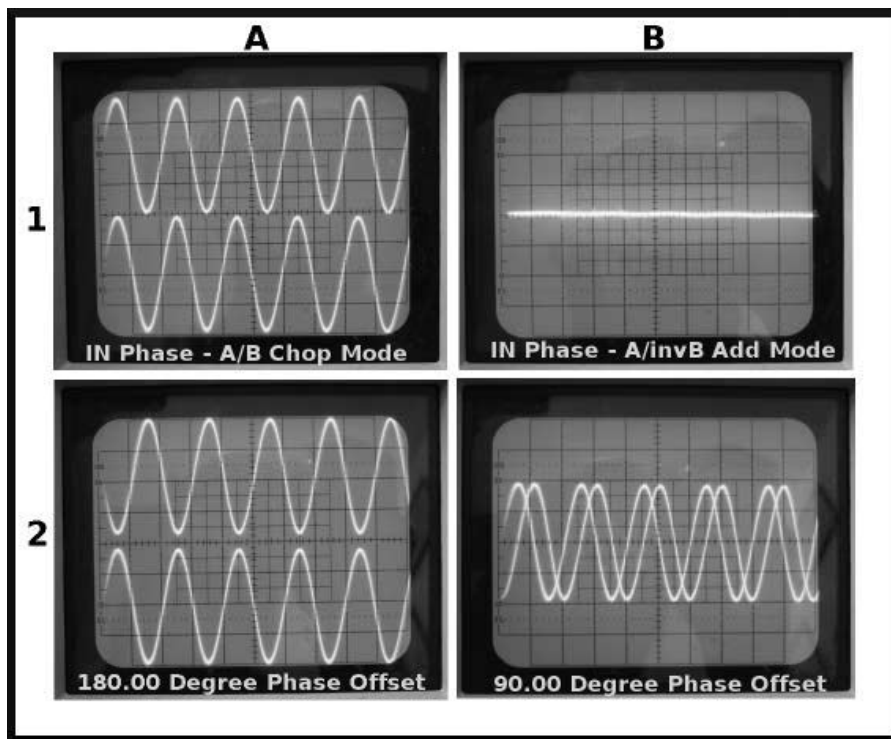 A B
1
IN Phase - A/B Chop Mode IN Phase - A/invB Add Mode
2
180.00 Degree Phase Offset 90.00 Degree Phase Offset